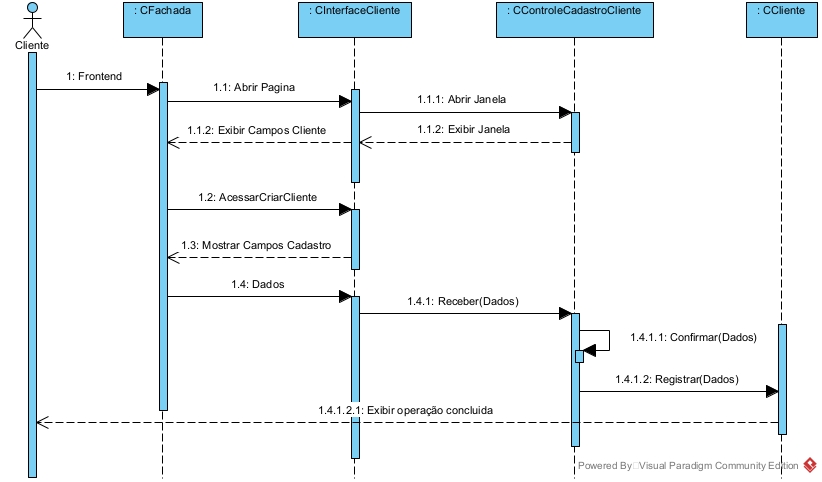 : CFachada
: CInterfaceCliente
: CControleCadastroCliente
: CCliente
Cliente
1: Frontend
1.1: Abrir Pagina
1.1.1: Abrir Janela
1.1.2: Exibir Campos Cliente
1.1.2: Exibir Janela
1.2: AcessarCriarCliente
1.3: Mostrar Campos Cadastro
1.4: Dados
1.4.1: Receber(Dados)
1.4.1.1: Confirmar(Dados)
1.4.1.2: Registrar(Dados)
1.4.1.2.1: Exibir operação concluida
Powered By Visual Paradigm Community Edition